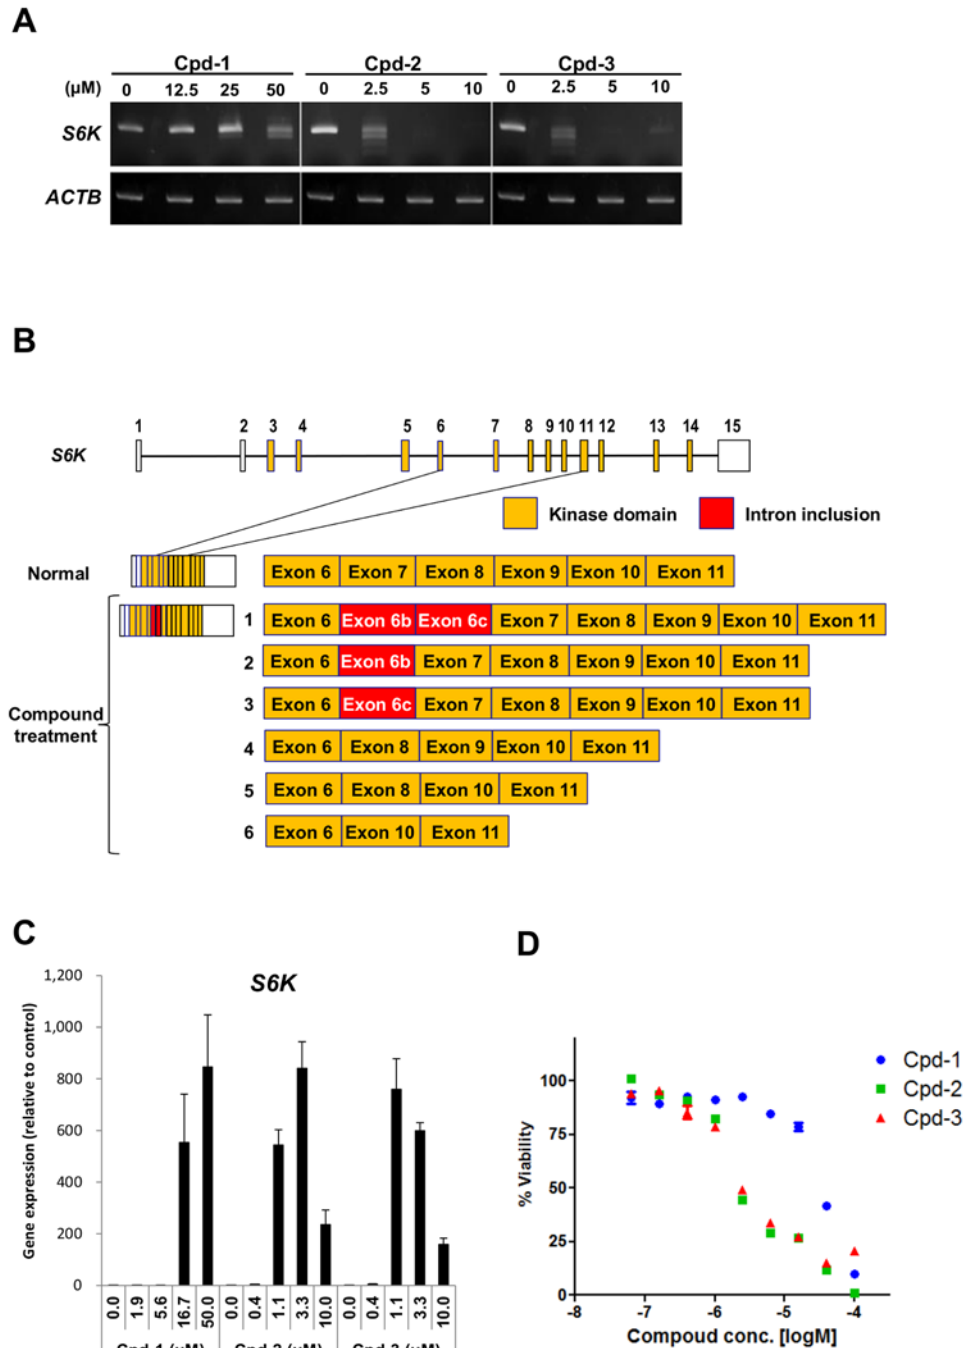 A
Cpd-1 Cpd-2 Cpd-3
(μM) 0 12.5 25 50 0 2.5 5 10 0 2.5 5 10
S6K
ACTB
B
1 2 3 4 5 6 7 8 9 10 11 12 13 14 15
S6K
Kinase domain Intron inclusion
Normal Exon 6 Exon 7 Exon 8 Exon 9 Exon 10 Exon 11
1 Exon 6 Exon 6b Exon 6c Exon 7 Exon 8 Exon 9 Exon 10 Exon 11
2 Exon 6 Exon 6b Exon 7 Exon 8 Exon 9 Exon 10 Exon 11
3 Exon 6 Exon 6c Exon 7 Exon 8 Exon 9 Exon 10 Exon 11
Compound
treatment
4 Exon 6 Exon 8 Exon 9 Exon 10 Exon 11
5 Exon 6 Exon 8 Exon 10 Exon 11
6 Exon 6 Exon 10 Exon 11
C
S6K
Gene expression (relative to control)
1,200
1,000
800
600
400
200
0
0.0 1.9 5.6 16.7 50.0 0.0 0.4 1.1 3.3 10.0 0.0 0.4 1.1 3.3 10.0
Cpd-1 (μM) Cpd-2 (μM) Cpd-3 (μM)
D
Cpd-1
Cpd-2
Cpd-3
% Viability
100
75
50
25
0
-8 -7 -6 -5 -4
Compoud conc. [logM]